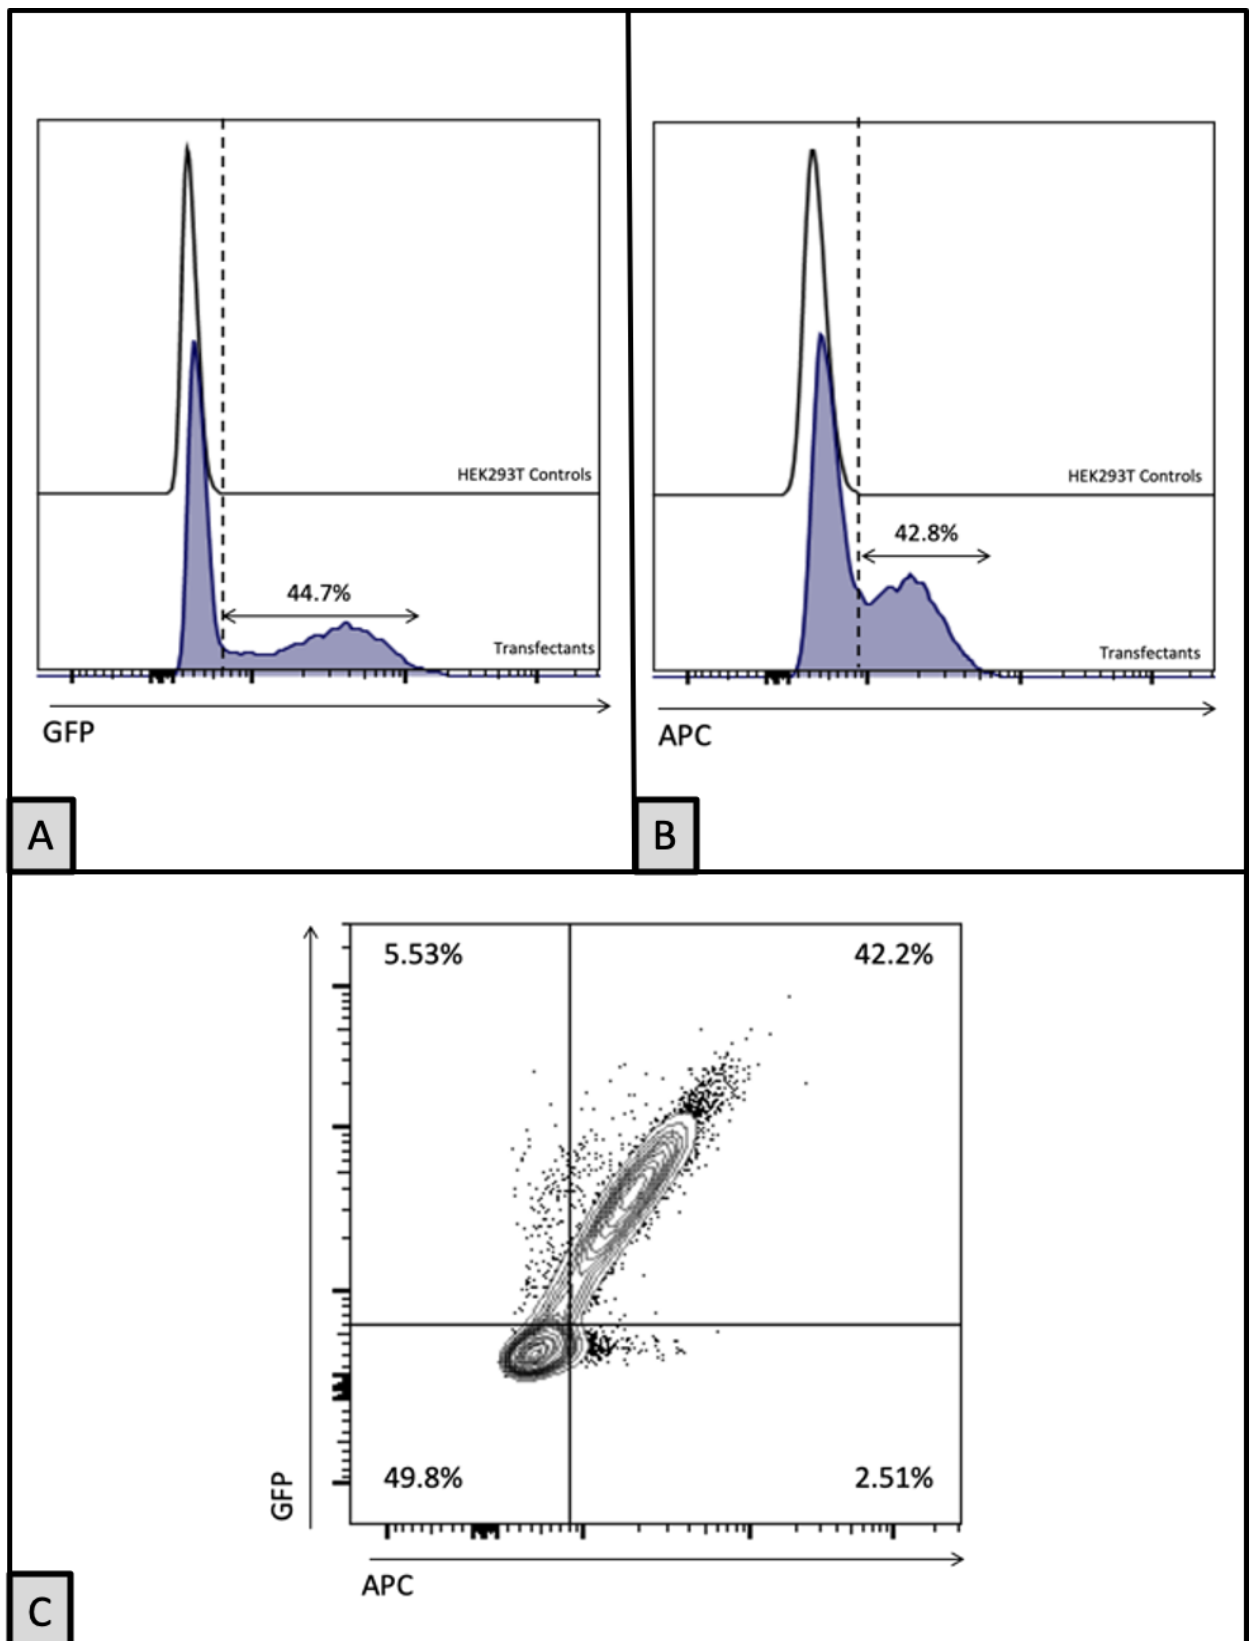 HEK293T Controls
44.7%
Transfectants
GFP
A
HEK293T Controls
42.8%
Transfectants
APC
B
5.53%
42.2%
49.8%
2.51%
GFP
APC
C